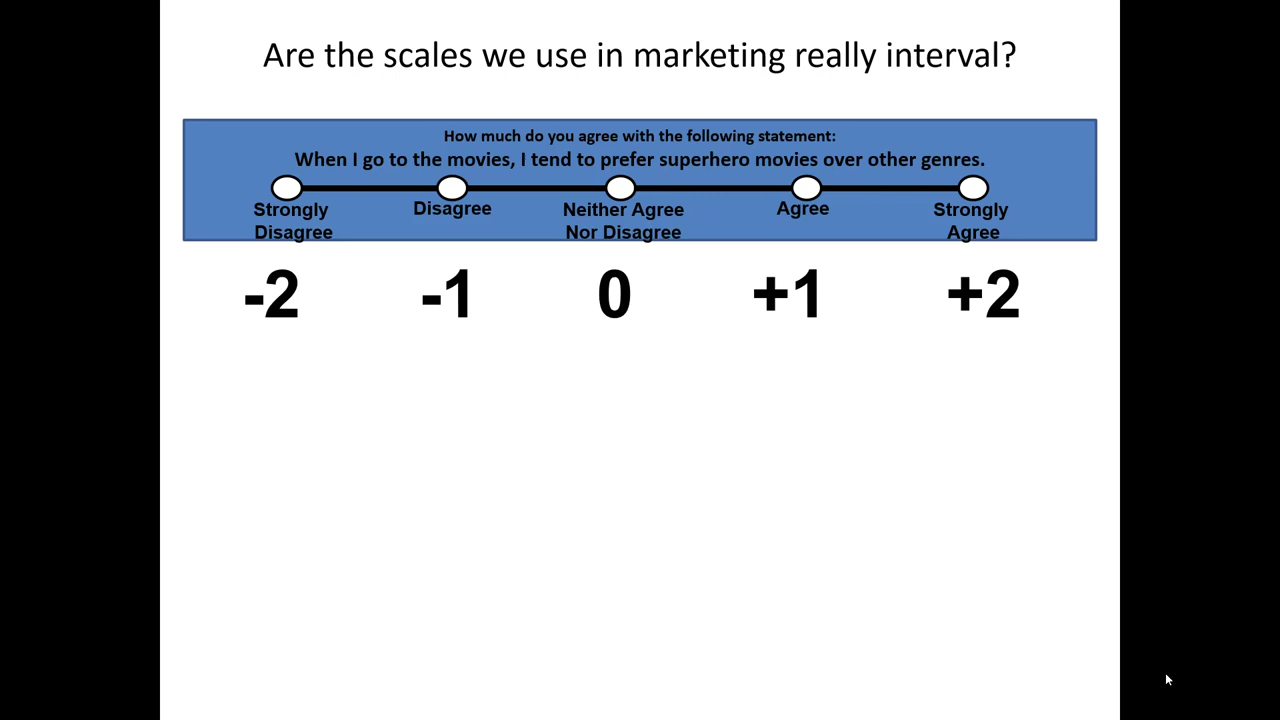 Are the scales we use in marketing really interval?
How much do you agree with the following statement:
When I go to the movies, I tend to prefer superhero movies over other genres.
Strongly Disagree
Disagree
Neither Agree Nor Disagree
Agree
Strongly Agree
-2 -1 0 +1 +2